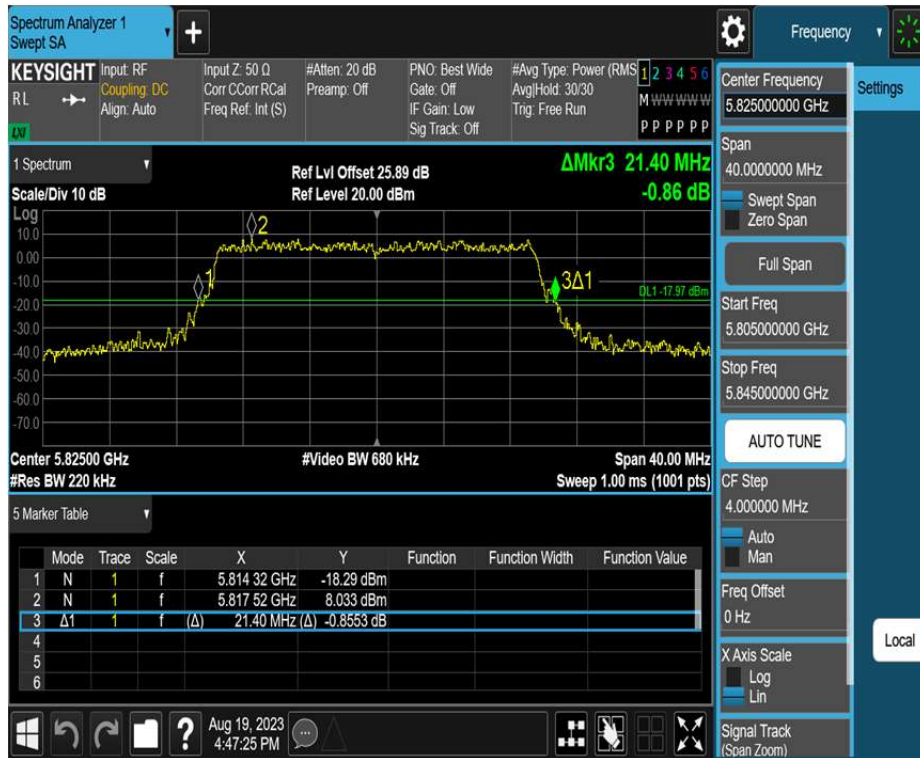 Spectrum Analyzer 1
Swept SA
+
Frequency
KEYSIGHT
RL
LXI
Input: RF
Coupling: DC
Align: Auto
Input Z: 50 Ω
Corr CCorr RCal
Freq Ref: Int (S)
#Atten: 20 dB
Preamp: Off
PNO: Best Wide
Gate: Off
IF Gain: Low
Sig Track: Off
#Avg Type: Power (RMS
Avg|Hold: 30/30
Trig: Free Run
1 2 3 4 5 6
M W W W W W
P P P P P P
Center Frequency
5.825000000 GHz
Settings
Span
40.0000000 MHz
Swept Span
Zero Span
Full Span
Start Freq
5.805000000 GHz
Stop Freq
5.845000000 GHz
AUTO TUNE
CF Step
4.000000 MHz
Auto
Man
Freq Offset
0 Hz
X Axis Scale
Log
Lin
Signal Track
(Span Zoom)
Local
1 Spectrum
Scale/Div 10 dB
Ref Lvl Offset 25.89 dB
Ref Level 20.00 dBm
ΔMkr3 21.40 MHz
-0.86 dB
Log
10.0
0.00
-10.0
-20.0
-30.0
-40.0
-50.0
-60.0
-70.0
2
1
3Δ1
DL1 -17.97 dBm
Center 5.82500 GHz
#Video BW 680 kHz
Span 40.00 MHz
#Res BW 220 kHz
Sweep 1.00 ms (1001 pts)
5 Marker Table
Mode Trace Scale X Y Function Function Width Function Value
1 N 1 f 5.814 32 GHz -18.29 dBm
2 N 1 f 5.817 52 GHz 8.033 dBm
3 Δ1 1 f (Δ) 21.40 MHz (Δ) -0.8553 dB
4
5
6
?
Aug 19, 2023
4:47:25 PM